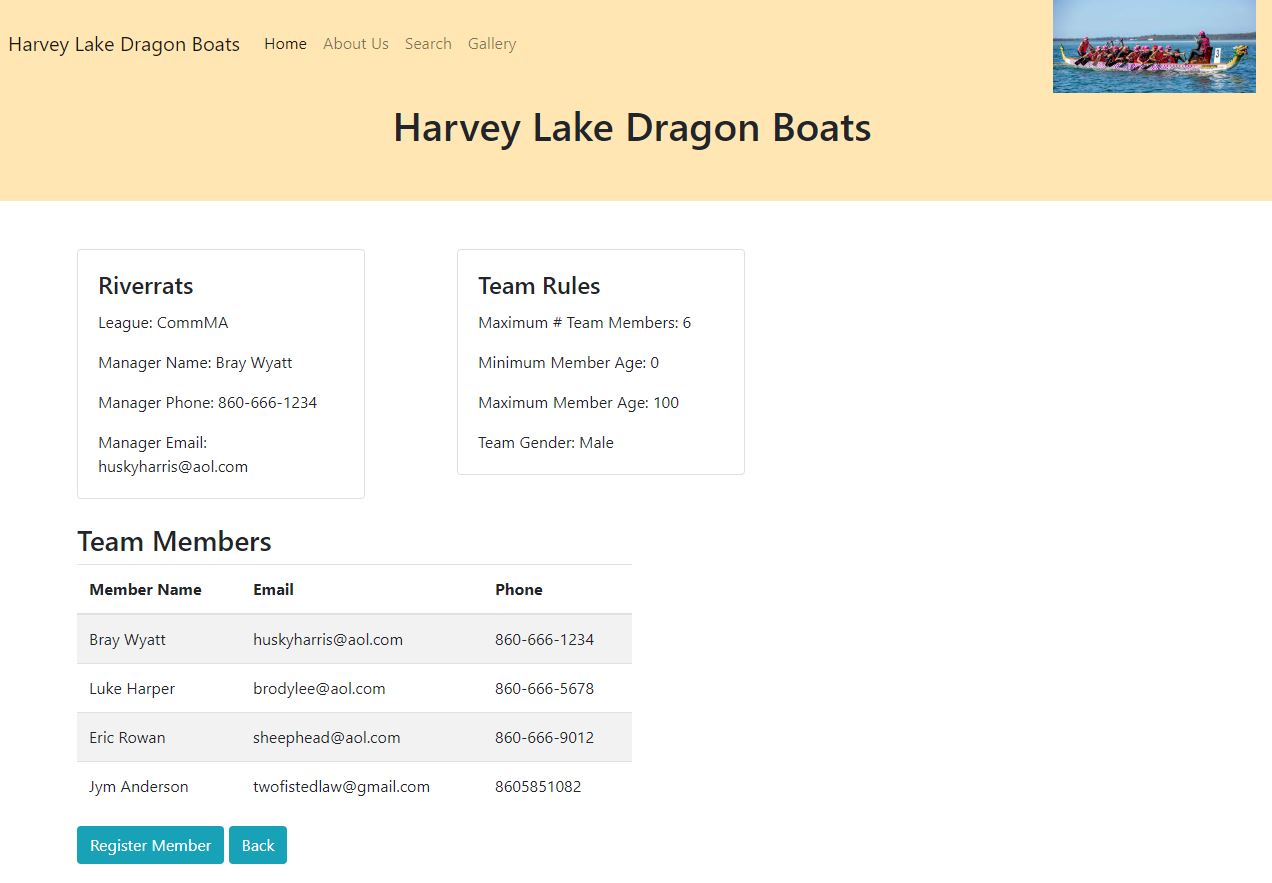 Harvey Lake Dragon Boats Home About Us Search Gallery
Harvey Lake Dragon Boats
Riverrats
League: CommMA
Manager Name: Bray Wyatt
Manager Phone: 860-666-1234
Manager Email:
huskyharris@aol.com
Team Rules
Maximum # Team Members: 6
Minimum Member Age: 0
Maximum Member Age: 100
Team Gender: Male
Team Members
Member Name Email Phone
Bray Wyatt huskyharris@aol.com 860-666-1234
Luke Harper brodylee@aol.com 860-666-5678
Eric Rowan sheephead@aol.com 860-666-9012
Jym Anderson twofistedlaw@gmail.com 8605851082
Register Member Back